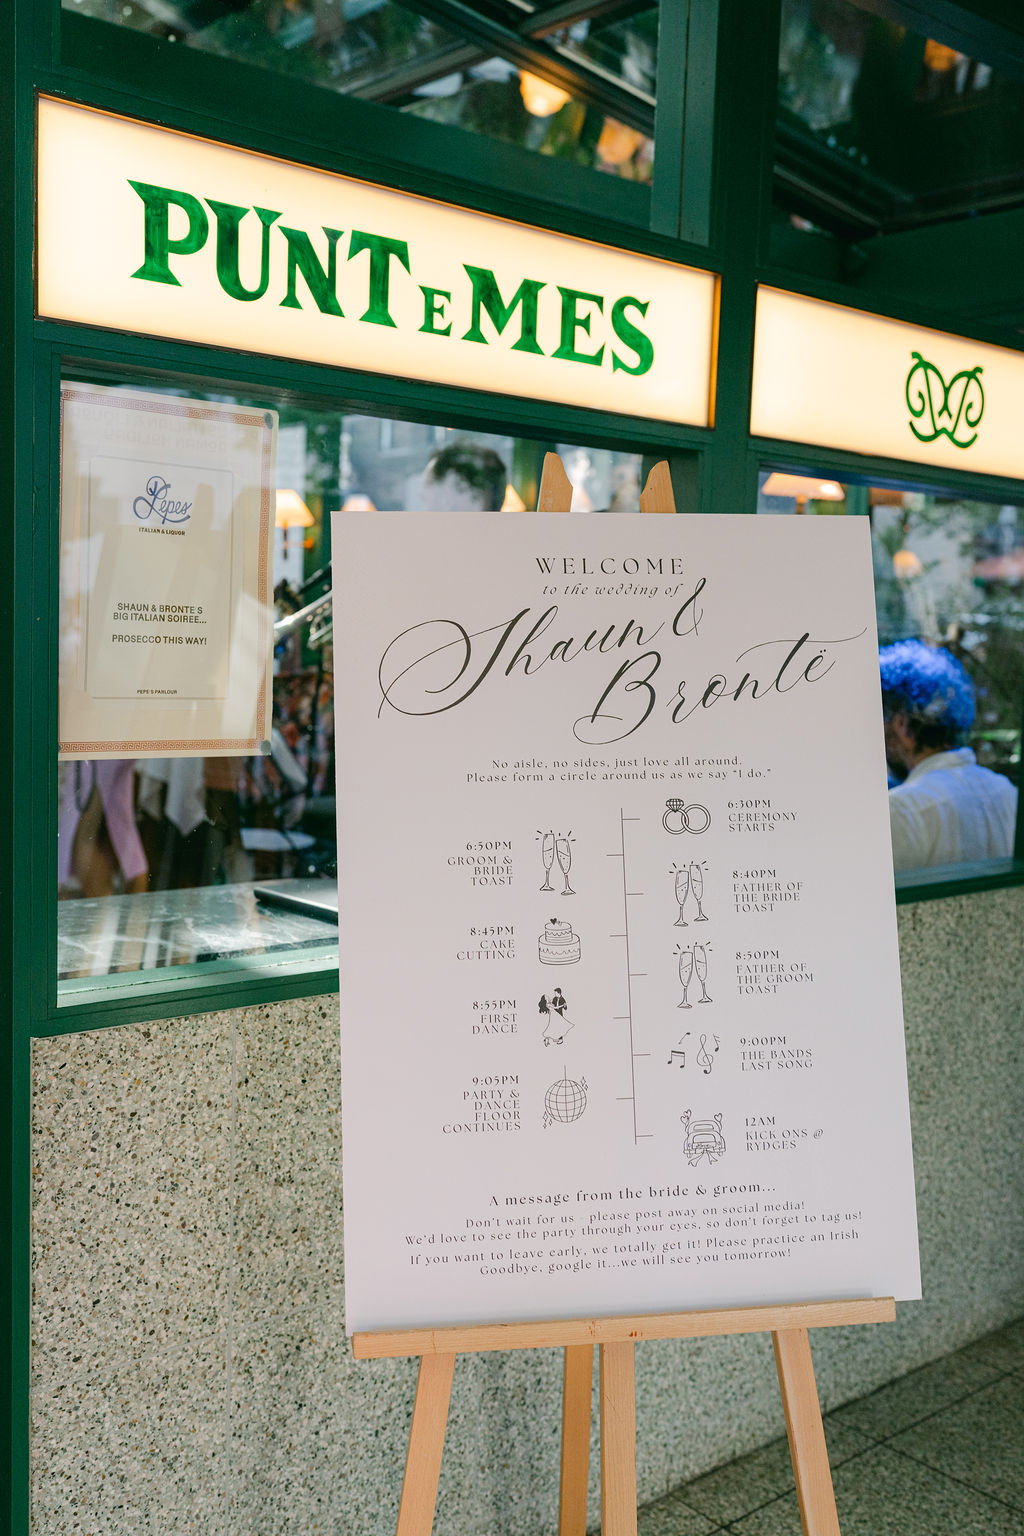 PUNT E MES
Pepes
ITALIAN & LIQUOR
SHAUN & BRONTE'S
BIG ITALIAN SOIREE...
PROSECCO THIS WAY!
PEPE'S PARLOUR
WELCOME
to the wedding of
Shaun &
Brontë
No aisle, no sides, just love all around.
Please form a circle around us as we say "I do."
6:30PM
CEREMONY
STARTS
6:50PM
GROOM &
BRIDE
TOAST
8:40PM
FATHER OF
THE BRIDE
TOAST
8:45PM
CAKE
CUTTING
8:50PM
FATHER OF
THE GROOM
TOAST
8:55PM
FIRST
DANCE
9:00PM
THE BANDS
LAST SONG
9:05PM
PARTY &
DANCE
FLOOR
CONTINUES
12AM
KICK ONS @
RYDGES
A message from the bride & groom...
Don't wait for us - please post away on social media!
We'd love to see the party through your eyes, so don't forget to tag us!
If you want to leave early, we totally get it! Please practice an Irish
Goodbye, google it...we will see you tomorrow!